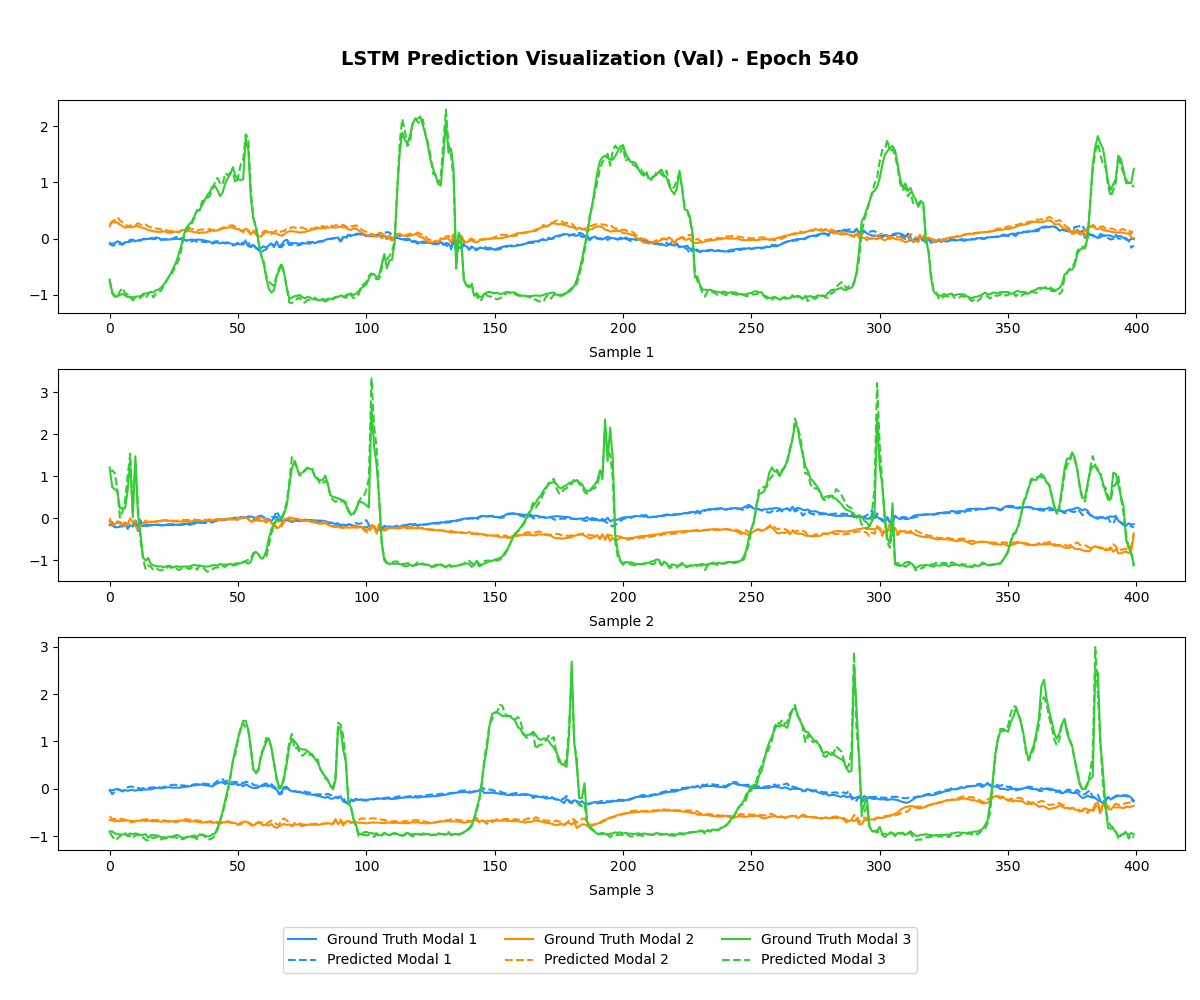 LSTM Prediction Visualization (Val) - Epoch 540
2
1
0
−1
0 50 100 150 200 250 300 350 400
Sample 1
3
2
1
0
−1
0 50 100 150 200 250 300 350 400
Sample 2
3
2
1
0
−1
0 50 100 150 200 250 300 350 400
Sample 3
Ground Truth Modal 1 Ground Truth Modal 2 Ground Truth Modal 3
Predicted Modal 1 Predicted Modal 2 Predicted Modal 3